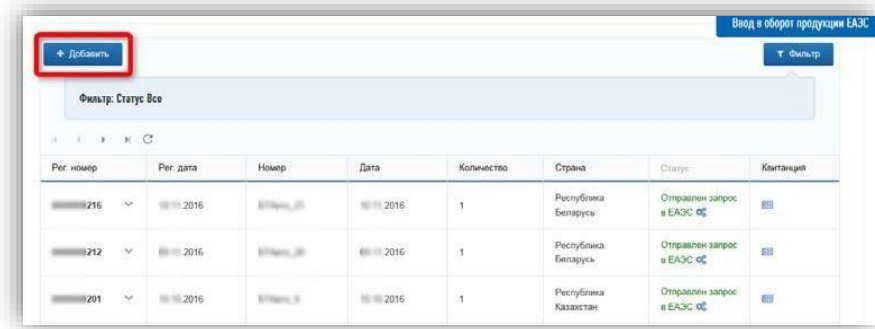 Ввод в оборот продукции ЕАЭС
+ Добавить
Фильтр
Фильтр: Статус Все
Рег. номер Рег. дата Номер Дата Количество Страна Статус Квитанция
216 2016 2016 1 Республика Беларусь Отправлен запрос в ЕАЭС
212 2016 2016 1 Республика Беларусь Отправлен запрос в ЕАЭС
201 2016 2016 1 Республика Казахстан Отправлен запрос в ЕАЭС